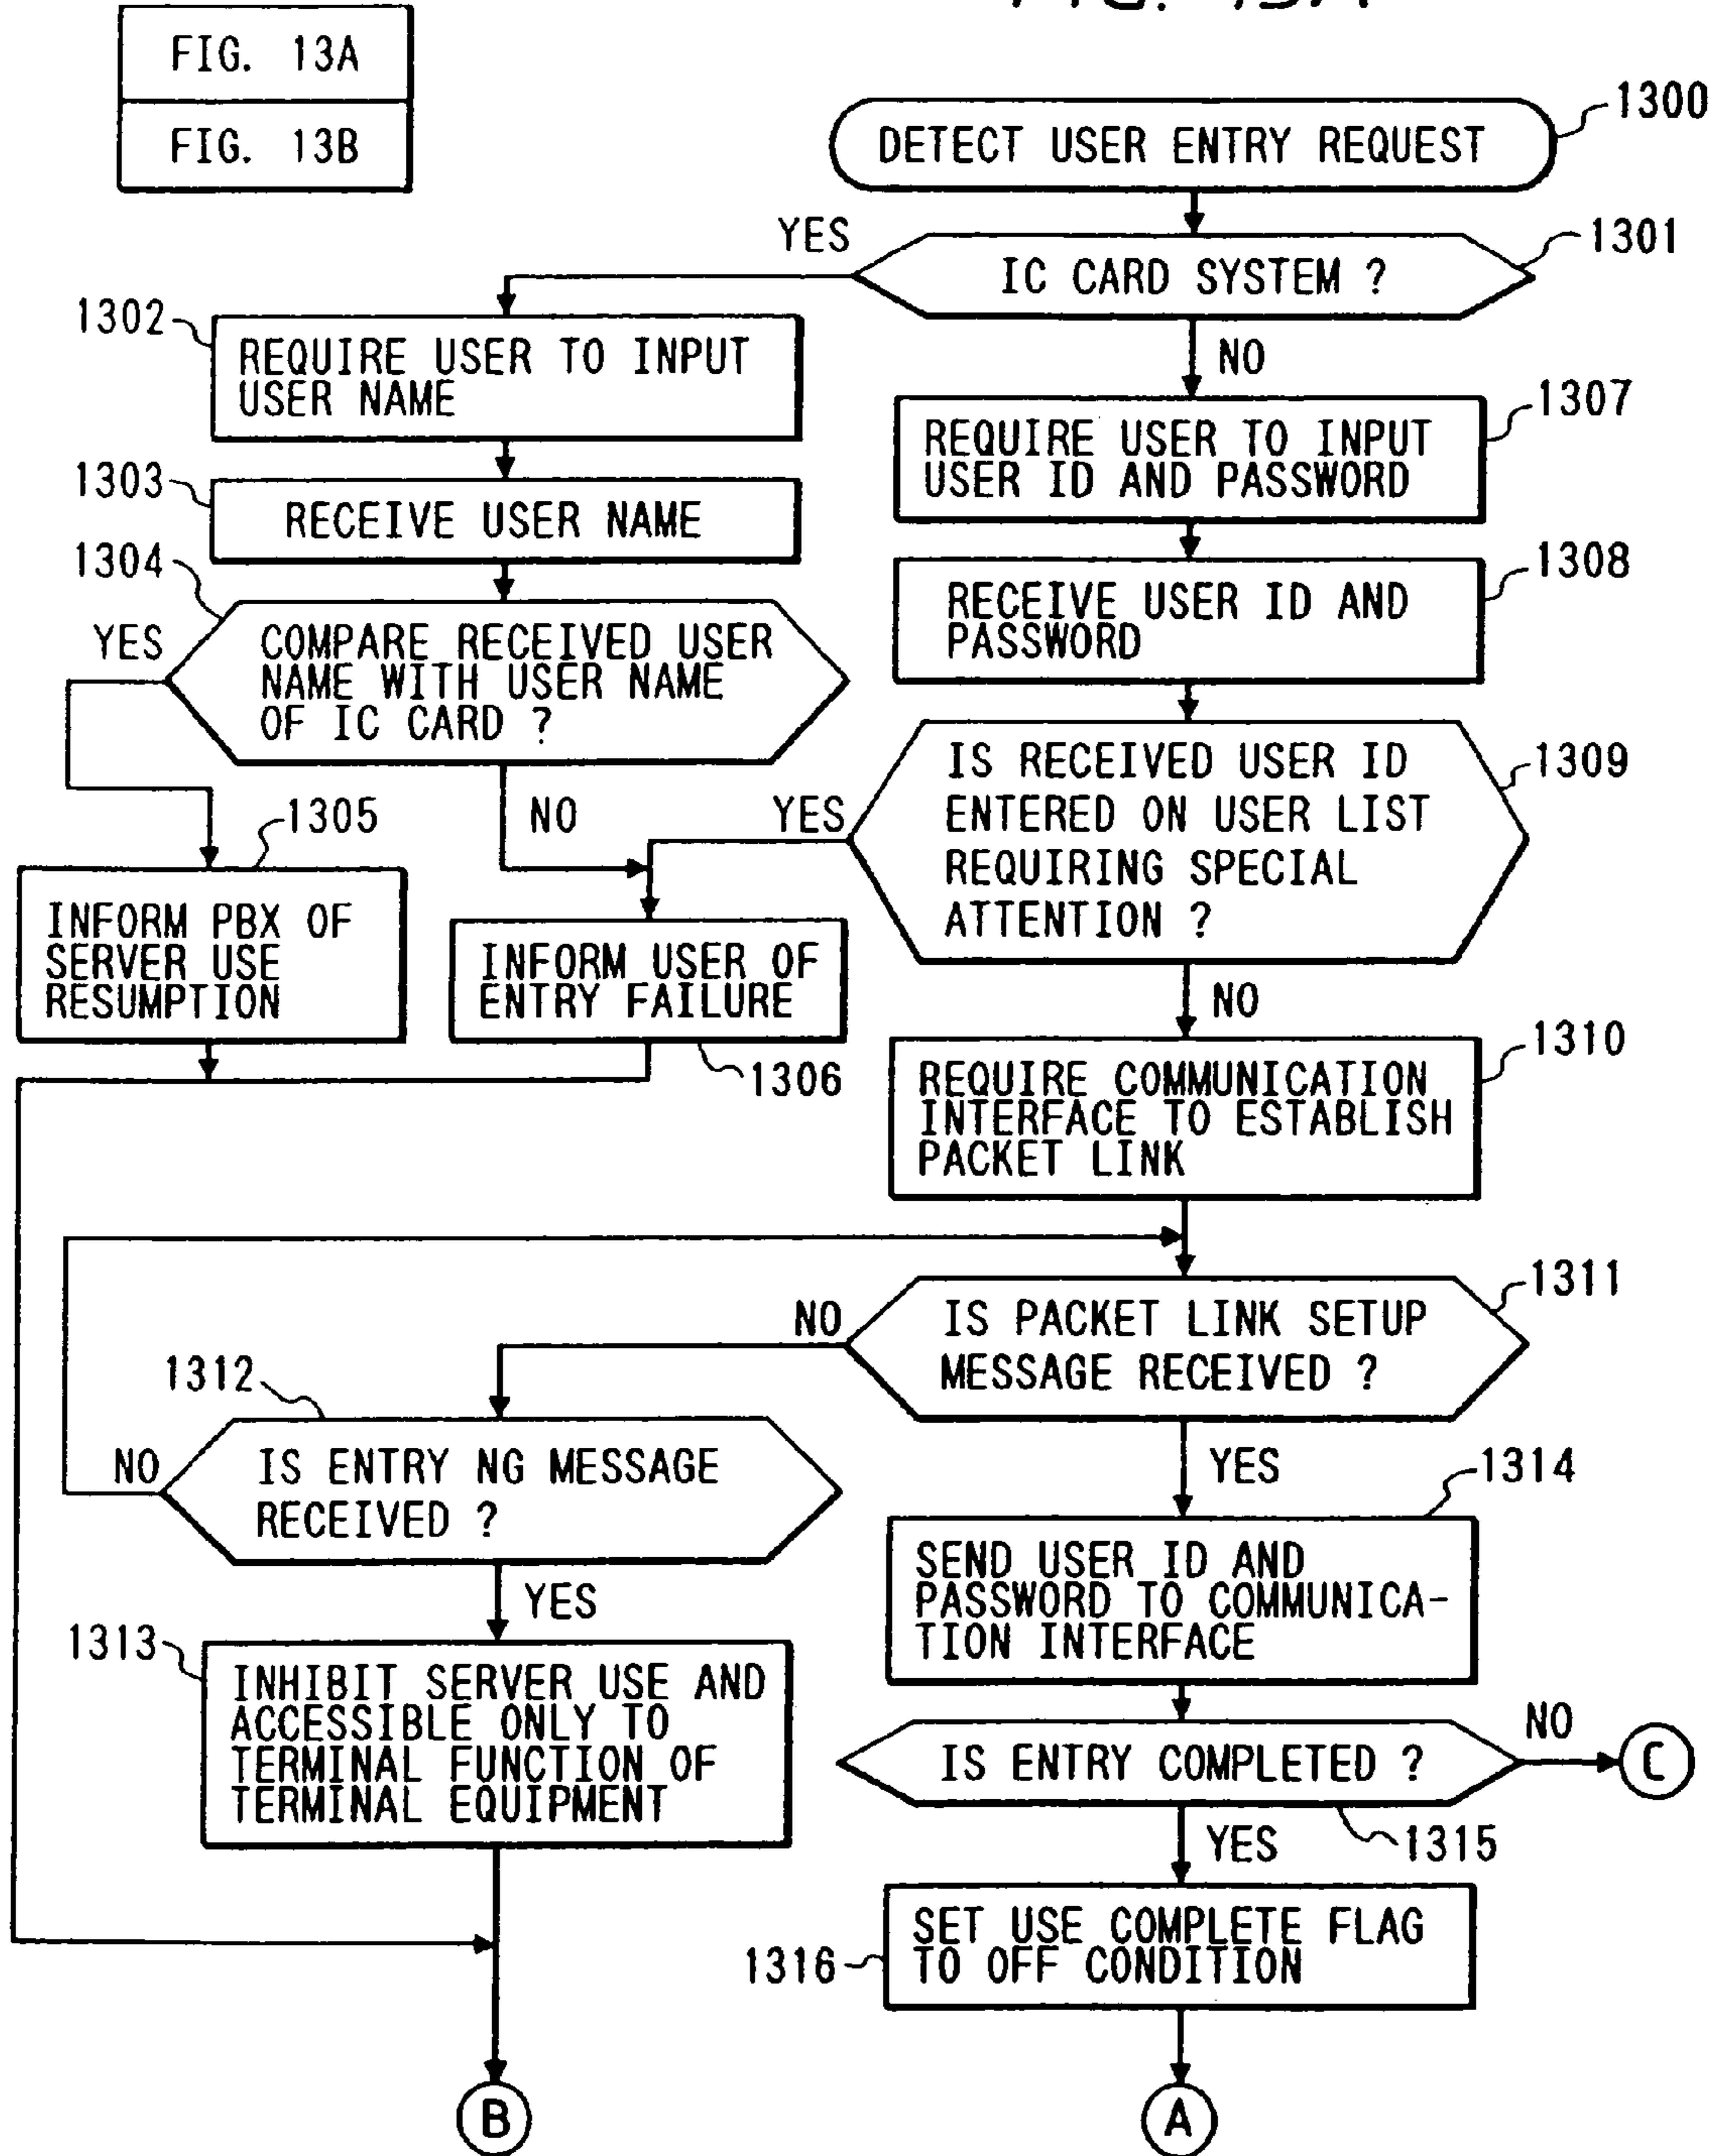 FIG. 13A
FIG. 13A
FIG. 13B
1300
DETECT USER ENTRY REQUEST
YES
1301
IC CARD SYSTEM ?
1302
REQUIRE USER TO INPUT
USER NAME
NO
1307
REQUIRE USER TO INPUT
USER ID AND PASSWORD
1303
RECEIVE USER NAME
1308
RECEIVE USER ID AND
PASSWORD
1304
YES
COMPARE RECEIVED USER
NAME WITH USER NAME
OF IC CARD ?
NO
1309
YES
IS RECEIVED USER ID
ENTERED ON USER LIST
REQUIRING SPECIAL
ATTENTION ?
NO
1305
INFORM PBX OF
SERVER USE
RESUMPTION
INFORM USER OF
ENTRY FAILURE
1306
1310
REQUIRE COMMUNICATION
INTERFACE TO ESTABLISH
PACKET LINK
1311
NO
IS PACKET LINK SETUP
MESSAGE RECEIVED ?
1312
NO
IS ENTRY NG MESSAGE
RECEIVED ?
YES
YES
1314
SEND USER ID AND
PASSWORD TO COMMUNICA-
TION INTERFACE
1313
INHIBIT SERVER USE AND
ACCESSIBLE ONLY TO
TERMINAL FUNCTION OF
TERMINAL EQUIPMENT
NO
IS ENTRY COMPLETED ?
C
YES
1315
SET USE COMPLETE FLAG
TO OFF CONDITION
1316
B
A